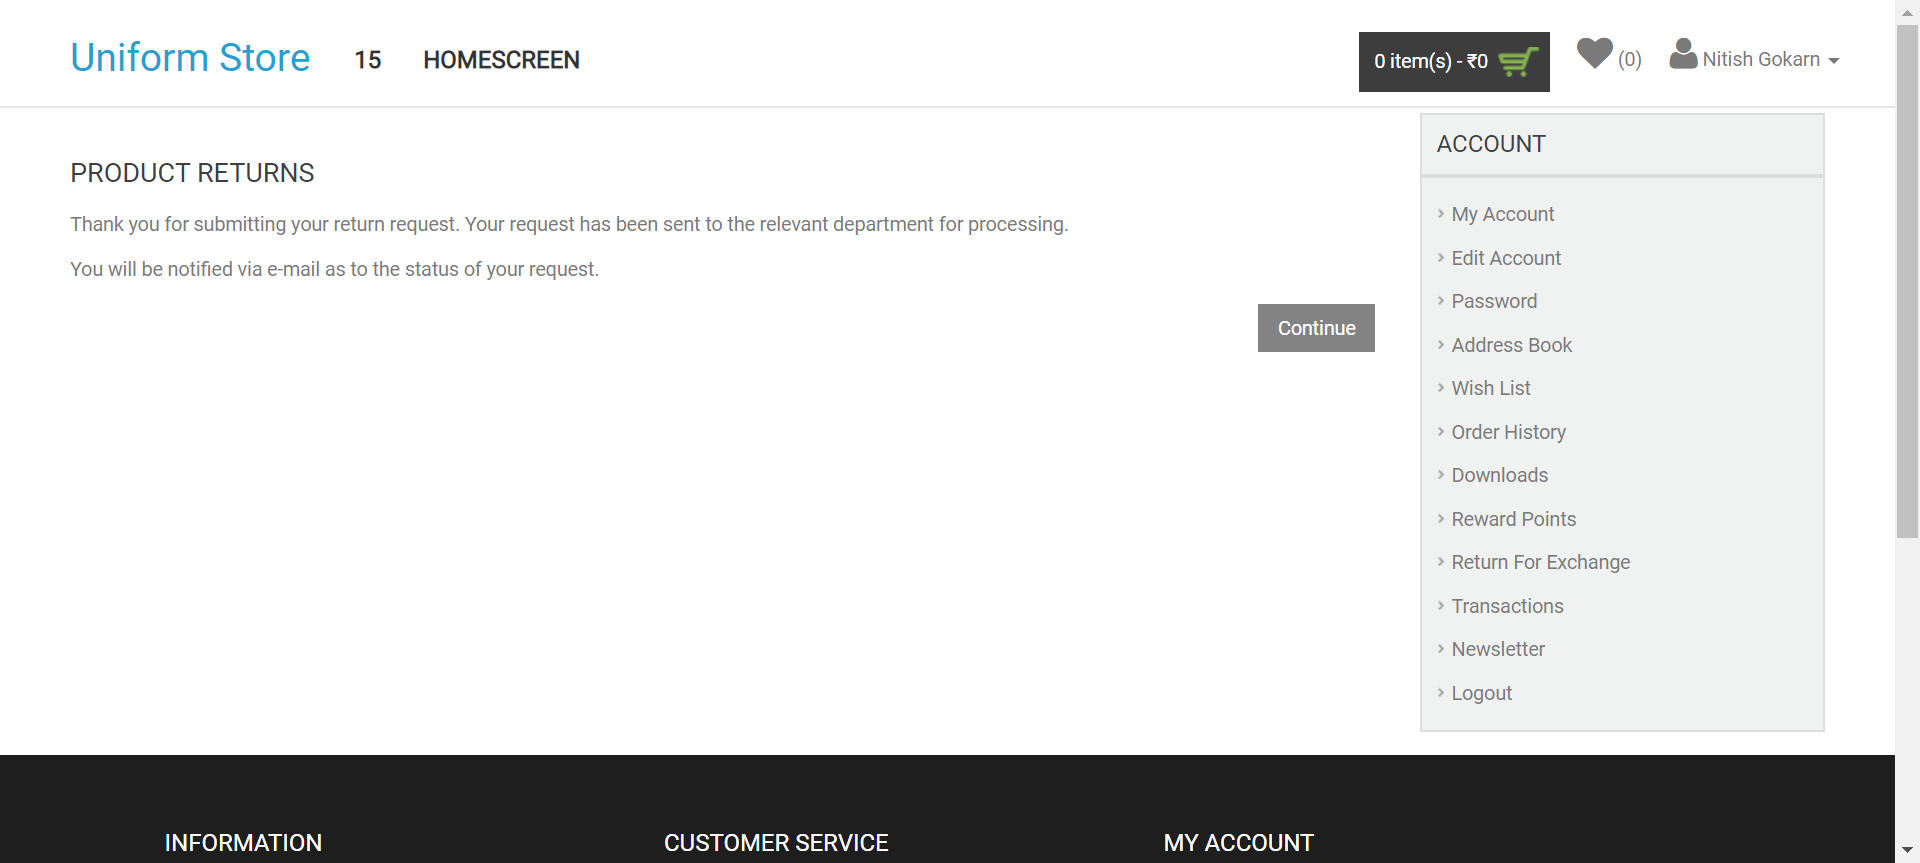 Uniform Store
15
HOMESCREEN
0 item(s) - ₹0
(0)
Nitish Gokarn
PRODUCT RETURNS
Thank you for submitting your return request. Your request has been sent to the relevant department for processing.
You will be notified via e-mail as to the status of your request.
Continue
ACCOUNT
My Account
Edit Account
Password
Address Book
Wish List
Order History
Downloads
Reward Points
Return For Exchange
Transactions
Newsletter
Logout
INFORMATION
CUSTOMER SERVICE
MY ACCOUNT